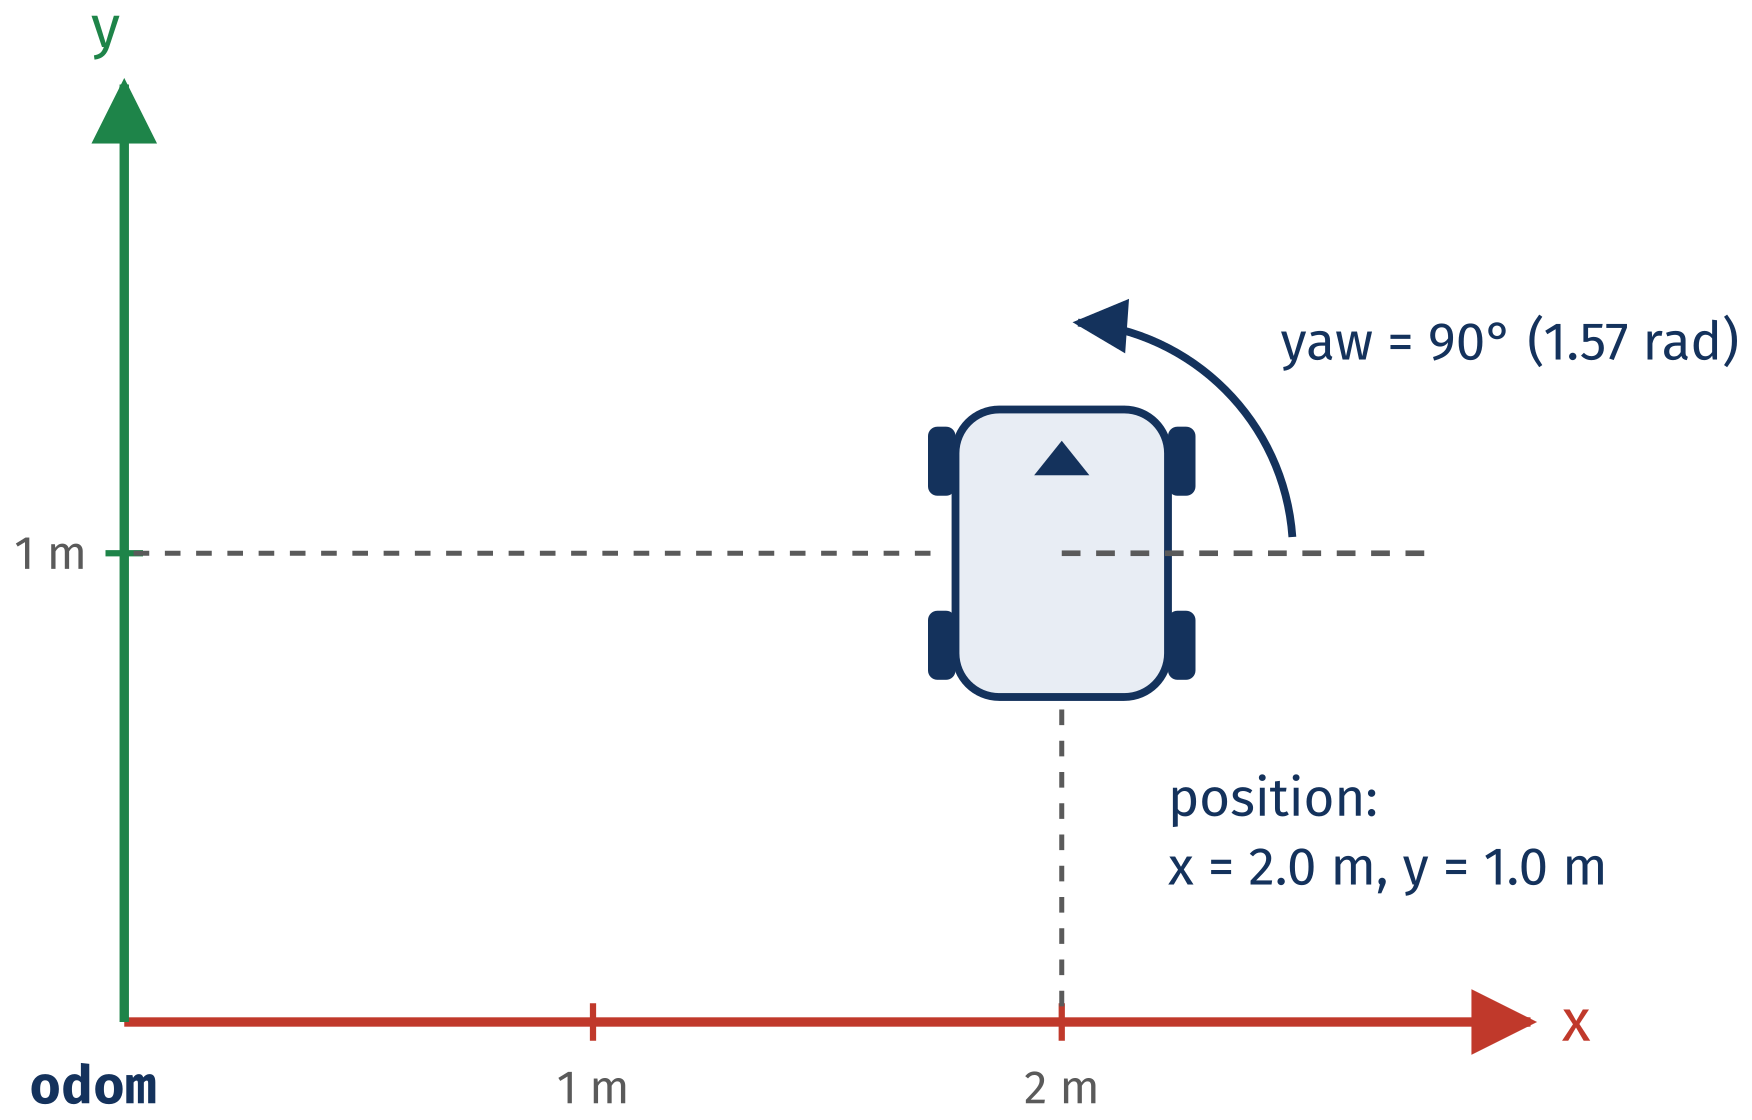 y
yaw = 90° (1.57 rad)
1 m
position:
x = 2.0 m, y = 1.0 m
x
odom
1 m
2 m